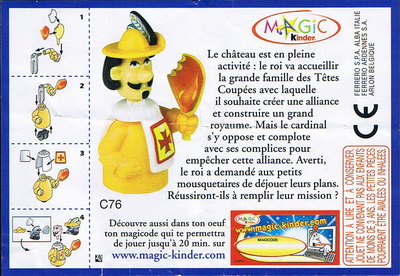 1
2
3
4
MAGiC
kinder.
Le château est en pleine
activité : le roi va accueillir
la grande famille des Têtes
Coupées avec laquelle
il souhaite créer une alliance
et construire un grand
royaume. Mais le cardinal
s'y oppose et complote
avec ses complices pour
empêcher cette alliance. Averti,
le roi a demandé aux petits
mousquetaires de déjouer leurs plans.
Réussiront-ils à remplir leur mission ?
C76
Découvre aussi dans ton oeuf
ton magicode qui te permettra
de jouer jusqu'à 20 min. sur
www.magic-kinder.com
MAGiC
kinder
www.magic-kinder.com
MAGICODE
FERRERO S.P.A. ALBA ITALIE
FERRERO ARDENNES S.A.
ARLON BELGIQUE
CE
ATTENTION A LIRE ET A CONSERVER.
NE CONVENANT PAS AUX ENFANTS
DE MOINS DE 3 ANS. LES PETITES PIÈCES
POURRAIENT ÊTRE AVALÉES OU INHALÉES.